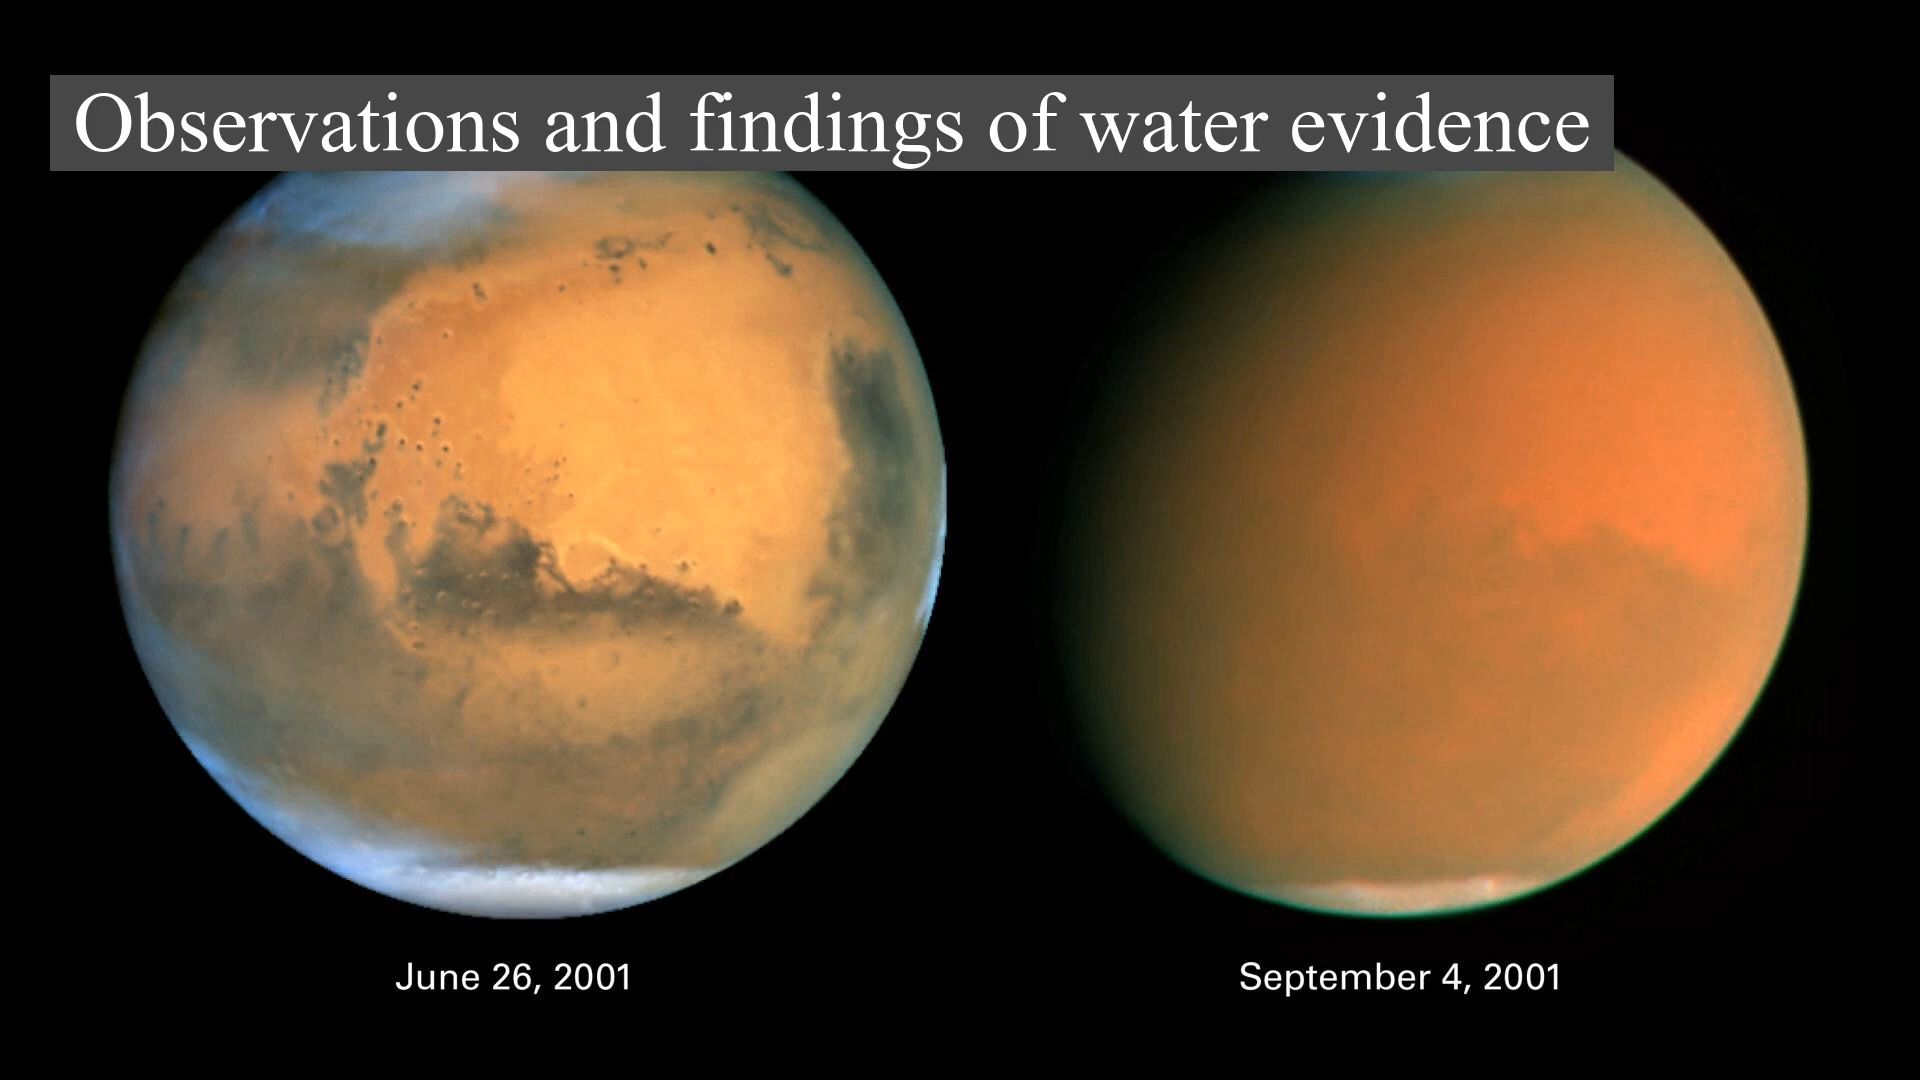 Observations and findings of water evidence
June 26, 2001
September 4, 2001